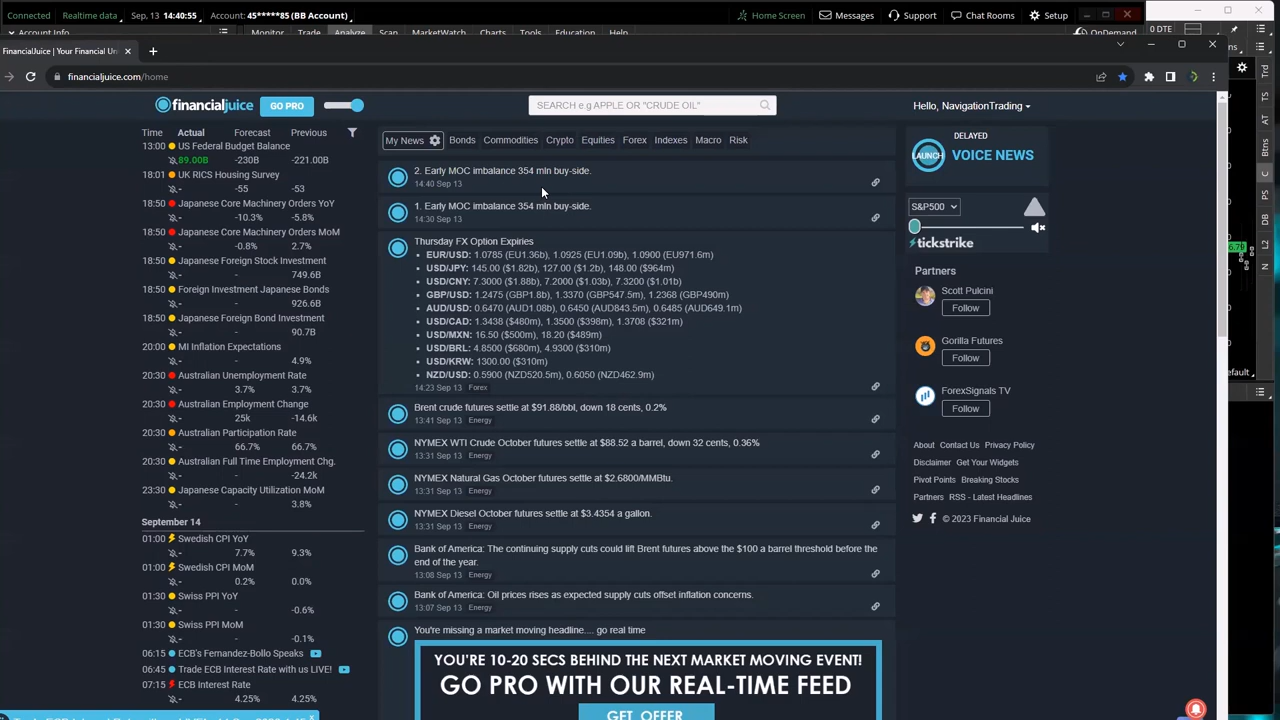 Connected Realtime data Sep, 13 14:40:55 Account: 45*****85 (BB Account)
Home Screen Messages Support Chat Rooms Setup
Account Info Monitor Trade Analyze Scan MarketWatch Charts Tools Education Help OnDemand
0 DTE
FinancialJuice | Your Financial Un
financialjuice.com/home
financialjuice GO PRO
SEARCH e.g APPLE OR "CRUDE OIL"
Hello, NavigationTrading
Time Actual Forecast Previous
13:00 US Federal Budget Balance
89.00B -230B -221.00B
18:01 UK RICS Housing Survey
- -55 -53
18:50 Japanese Core Machinery Orders YoY
- -10.3% -5.8%
18:50 Japanese Core Machinery Orders MoM
- -0.8% 2.7%
18:50 Japanese Foreign Stock Investment
- - 749.6B
18:50 Foreign Investment Japanese Bonds
- - 926.6B
18:50 Japanese Foreign Bond Investment
- - 90.7B
20:00 MI Inflation Expectations
- - 4.9%
20:30 Australian Unemployment Rate
- 3.7% 3.7%
20:30 Australian Employment Change
- 25k -14.6k
20:30 Australian Participation Rate
- 66.7% 66.7%
20:30 Australian Full Time Employment Chg.
- - -24.2k
23:30 Japanese Capacity Utilization MoM
- - 3.8%
September 14
01:00 Swedish CPI YoY
- 7.7% 9.3%
01:00 Swedish CPI MoM
- 0.2% 0.0%
01:30 Swiss PPI YoY
- - -0.6%
01:30 Swiss PPI MoM
- - -0.1%
06:15 ECB's Fernandez-Bollo Speaks
06:45 Trade ECB Interest Rate with us LIVE!
07:15 ECB Interest Rate
- 4.25% 4.25%
My News Bonds Commodities Crypto Equities Forex Indexes Macro Risk
2. Early MOC imbalance 354 mln buy-side.
14:40 Sep 13
1. Early MOC imbalance 354 mln buy-side.
14:30 Sep 13
Thursday FX Option Expiries
EUR/USD: 1.0785 (EU1.36b), 1.0925 (EU1.09b), 1.0900 (EU971.6m)
USD/JPY: 145.00 ($1.82b), 127.00 ($1.2b), 148.00 ($964m)
USD/CNY: 7.3000 ($1.88b), 7.2000 ($1.03b), 7.3200 ($1.01b)
GBP/USD: 1.2475 (GBP1.8b), 1.3370 (GBP547.5m), 1.2368 (GBP490m)
AUD/USD: 0.6470 (AUD1.08b), 0.6450 (AUD843.5m), 0.6485 (AUD649.1m)
USD/CAD: 1.3438 ($480m), 1.3500 ($398m), 1.3708 ($321m)
USD/MXN: 16.50 ($500m), 18.20 ($489m)
USD/BRL: 4.8500 ($680m), 4.9300 ($310m)
USD/KRW: 1300.00 ($310m)
NZD/USD: 0.5900 (NZD520.5m), 0.6050 (NZD462.9m)
14:23 Sep 13 Forex
Brent crude futures settle at $91.88/bbl, down 18 cents, 0.2%
13:41 Sep 13 Energy
NYMEX WTI Crude October futures settle at $88.52 a barrel, down 32 cents, 0.36%
13:31 Sep 13 Energy
NYMEX Natural Gas October futures settle at $2.6800/MMBtu.
13:31 Sep 13 Energy
NYMEX Diesel October futures settle at $3.4354 a gallon.
13:31 Sep 13 Energy
Bank of America: The continuing supply cuts could lift Brent futures above the $100 a barrel threshold before the
end of the year.
13:08 Sep 13 Energy
Bank of America: Oil prices rises as expected supply cuts offset inflation concerns.
13:07 Sep 13 Energy
You're missing a market moving headline.... go real time
YOU'RE 10-20 SECS BEHIND THE NEXT MARKET MOVING EVENT!
GO PRO WITH OUR REAL-TIME FEED
GET OFFER
DELAYED
LAUNCH VOICE NEWS
S&P500
tickstrike
Partners
Scott Pulcini
Follow
Gorilla Futures
Follow
ForexSignals TV
Follow
About Contact Us Privacy Policy
Disclaimer Get Your Widgets
Pivot Points Breaking Stocks
Partners RSS - Latest Headlines
© 2023 Financial Juice
Trd
TS
AT
Btns
C
PS
DB
L2
N